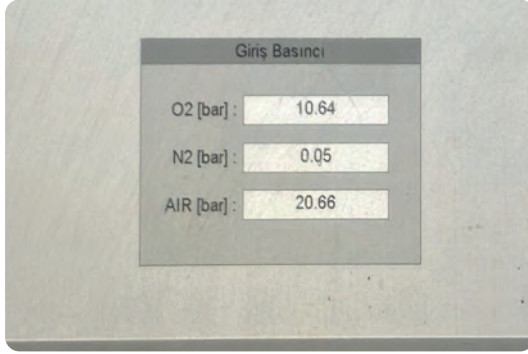 Giriş Basıncı
O2 [bar] : 10.64
N2 [bar] : 0.05
AIR [bar] : 20.66